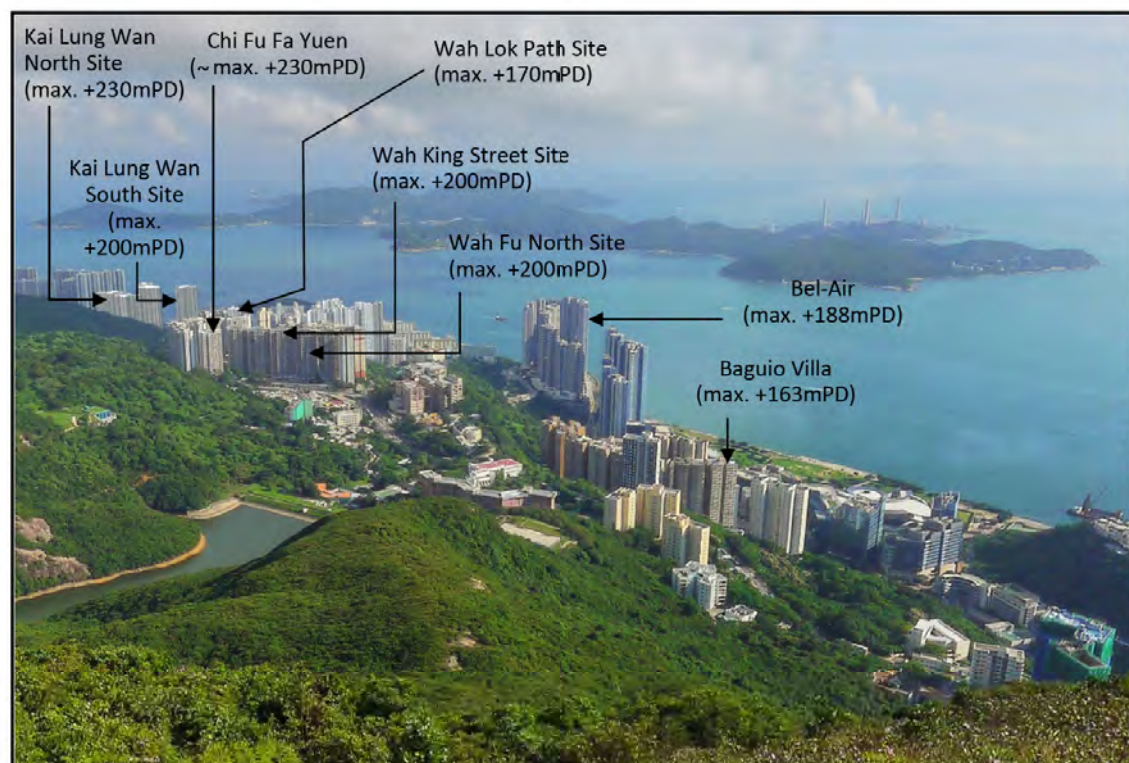 Kai Lung Wan
North Site
(max. +230mPD)
Chi Fu Fa Yuen
(~ max. +230mPD)
Wah Lok Path Site
(max. +170mPD)
Kai Lung Wan
South Site
(max.
+200mPD)
Wah King Street Site
(max. +200mPD)
Wah Fu North Site
(max. +200mPD)
Bel-Air
(max. +188mPD)
Baguio Villa
(max. +163mPD)